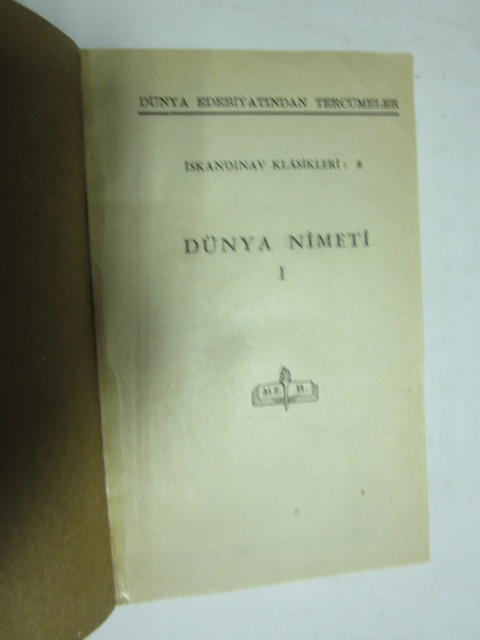 DÜNYA EDEBİYATINDAN TERCÜMELER
İSKANDİNAV KLÂSİKLERİ : 8
DÜNYA NİMETİ
I